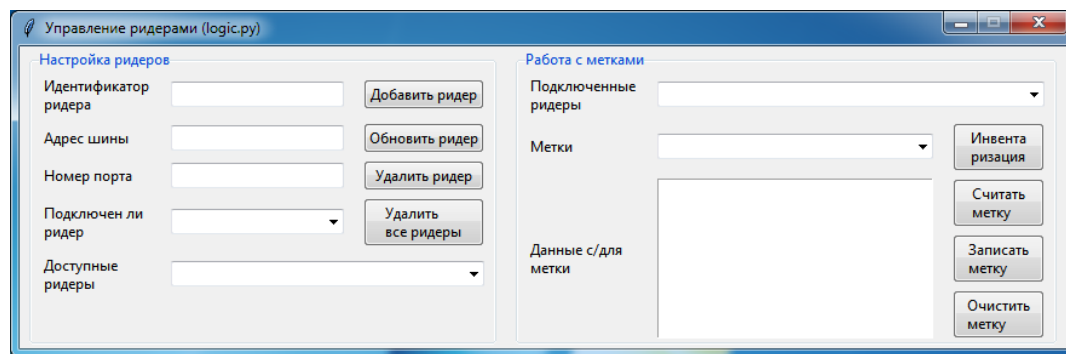 Управление ридерами (logic.py)
Настройка ридеров
Идентификатор
ридера
Добавить ридер
Адрес шины
Обновить ридер
Номер порта
Удалить ридер
Подключен ли
ридер
Удалить
все ридеры
Доступные
ридеры
Работа с метками
Подключенные
ридеры
Метки
Инвента
ризация
Считать
метку
Данные с/для
метки
Записать
метку
Очистить
метку